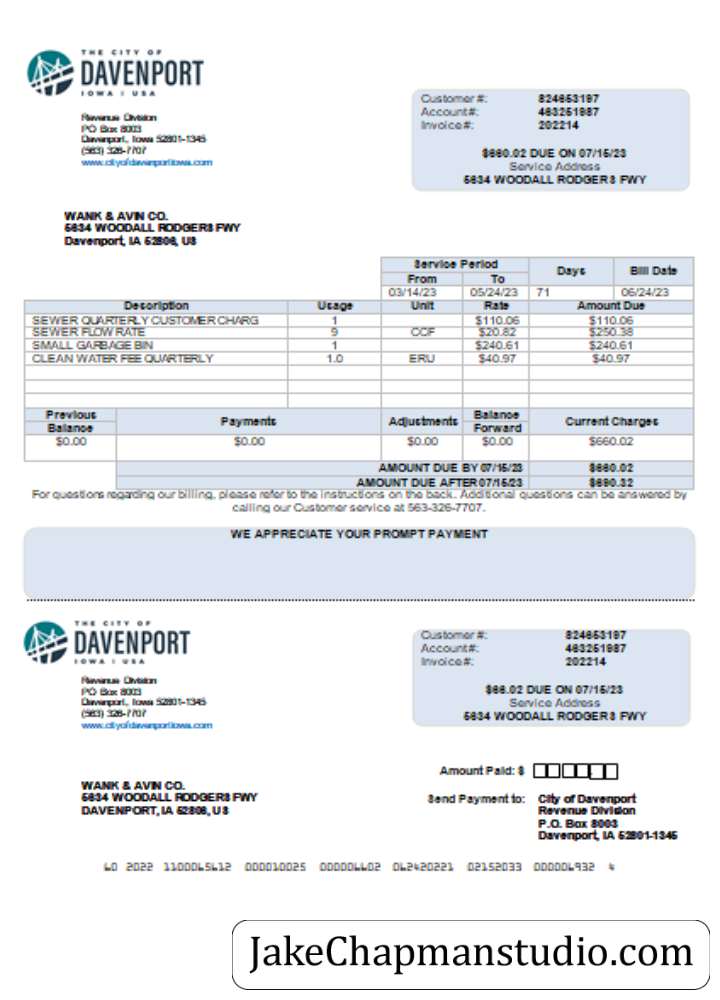 THE CITY OF
DAVENPORT
IOWA | USA
Revenue Division
PO Box 8003
Davenport, Iowa 52801-1345
(563) 326-7707
www.cityofdavenportiowa.com
Customer #: 824653197
Account#: 463251987
Invoice#: 202214
$660.02 DUE ON 07/15/23
Service Address
5634 WOODALL RODGERS FWY
WANK & AVIN CO.
5634 WOODALL RODGERS FWY
Davenport, IA 52806, US
Service Period Days Bill Date
From To
03/14/23 05/24/23 71 06/24/23
Description Usage Unit Rate Amount Due
SEWER QUARTERLY CUSTOMER CHARG 1 $110.06 $110.06
SEWER FLOW RATE 9 CCF $20.82 $250.38
SMALL GARBAGE BIN 1 $240.61 $240.61
CLEAN WATER FEE QUARTERLY 1.0 ERU $40.97 $40.97
Previous Balance Payments Adjustments Balance Forward Current Charges
$0.00 $0.00 $0.00 $0.00 $660.02
AMOUNT DUE BY 07/15/23 $660.02
AMOUNT DUE AFTER 07/15/23 $690.32
For questions regarding our billing, please refer to the instructions on the back. Additional questions can be answered by
calling our Customer service at 563-326-7707.
WE APPRECIATE YOUR PROMPT PAYMENT
THE CITY OF
DAVENPORT
IOWA | USA
Revenue Division
PO Box 8003
Davenport, Iowa 52801-1345
(563) 326-7707
www.cityofdavenportiowa.com
Customer #: 824653197
Account#: 463251987
Invoice#: 202214
$66.02 DUE ON 07/15/23
Service Address
5634 WOODALL RODGERS FWY
Amount Paid: $
WANK & AVIN CO.
5634 WOODALL RODGERS FWY
DAVENPORT, IA 52806, US
Send Payment to: City of Davenport
Revenue Division
P.O. Box 8003
Davenport, IA 52801-1345
60 2022 1100065612 000010025 000006602 062420221 02152033 000006932 4
JakeChapmanstudio.com